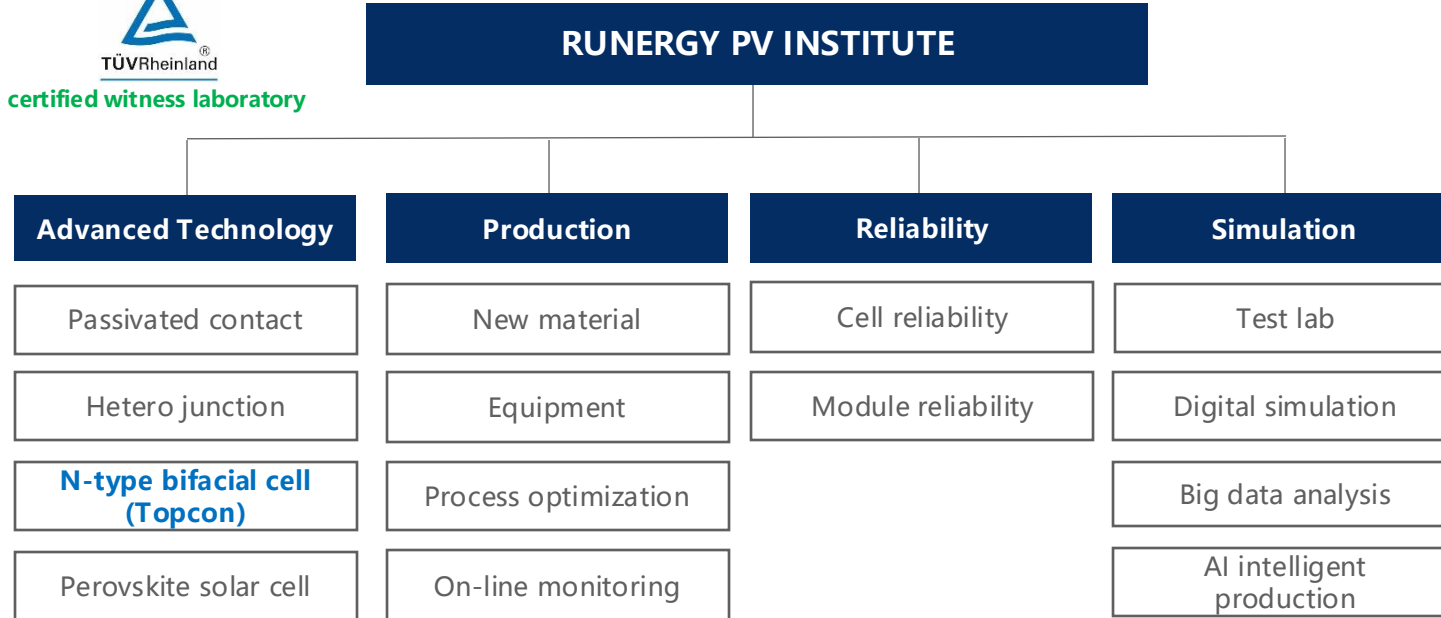 ®
TÜVRheinland
certified witness laboratory
RUNERGY PV INSTITUTE
Advanced Technology
Passivated contact
Hetero junction
N-type bifacial cell
(Topcon)
Perovskite solar cell
Production
New material
Equipment
Process optimization
On-line monitoring
Reliability
Cell reliability
Module reliability
Simulation
Test lab
Digital simulation
Big data analysis
AI intelligent
production